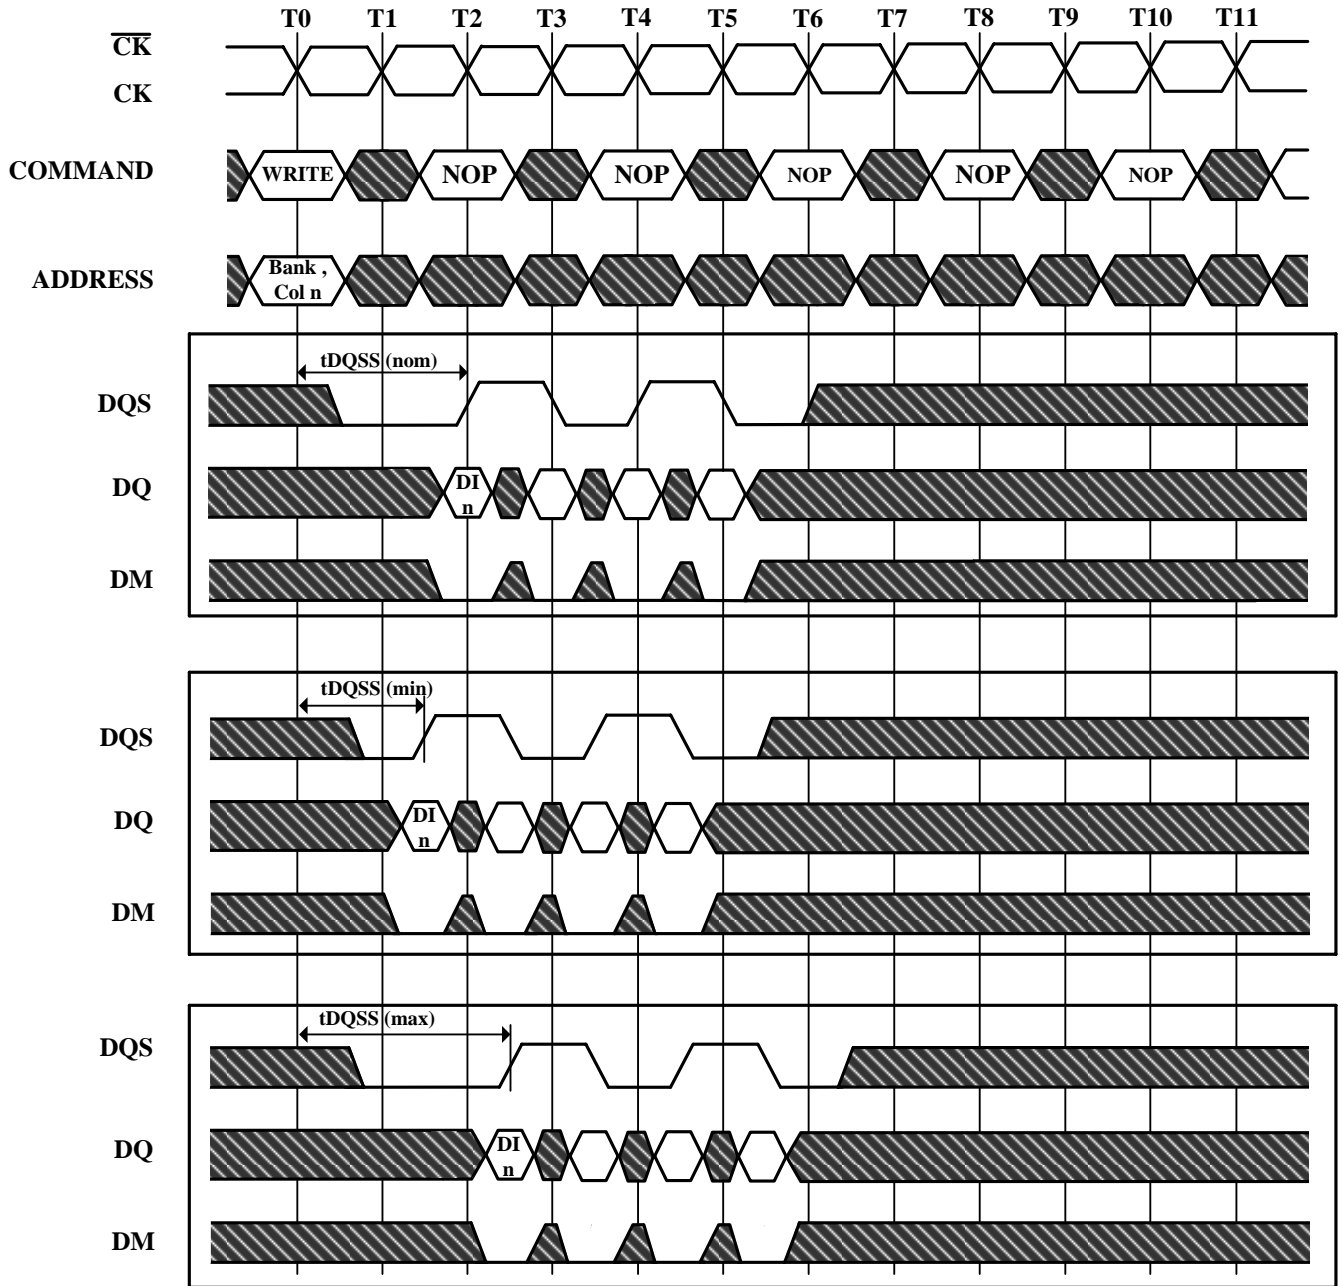 T0 T1 T2 T3 T4 T5 T6 T7 T8 T9 T10 T11
CK
CK
COMMAND WRITE NOP NOP NOP NOP NOP
ADDRESS Bank ,
Col n
tDQSS (nom)
DQS
DQ DI
n
DM
tDQSS (min)
DQS
DQ DI
n
DM
tDQSS (max)
DQS
DQ DI
n
DM